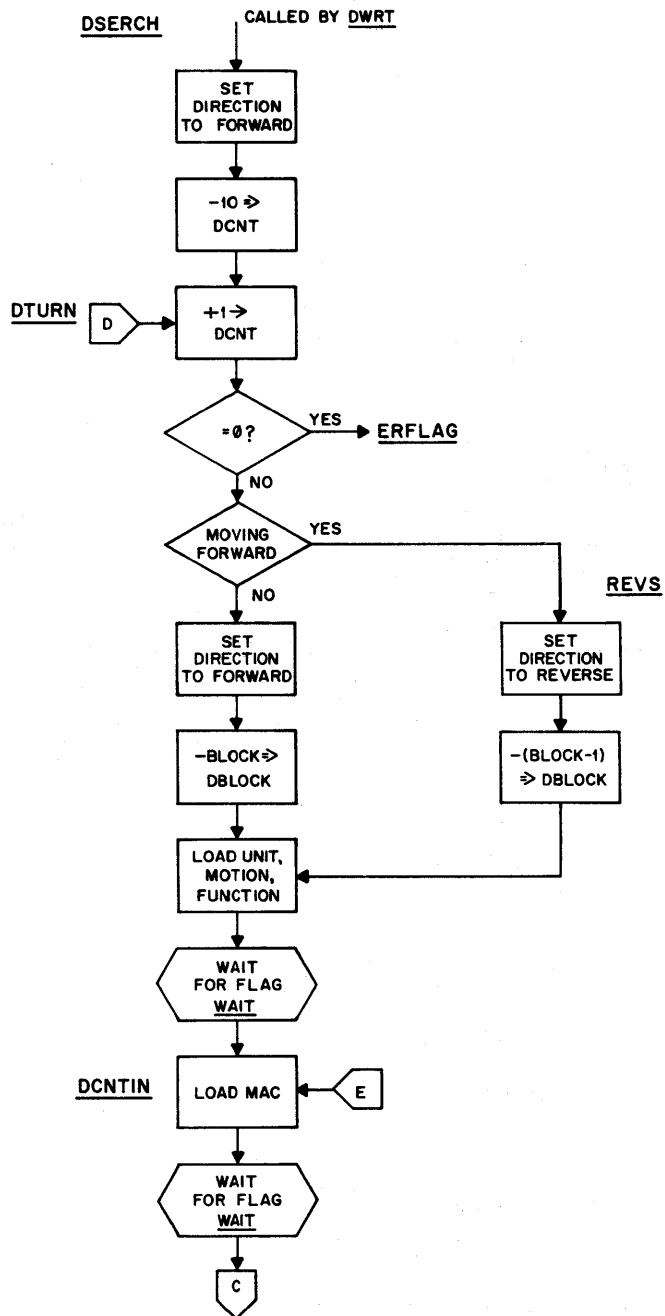 DSERCH
CALLED BY DWRT
SET
DIRECTION
TO FORWARD
-10 ⇒
DCNT
DTURN
D
+1→
DCNT
=Ø?
YES
ERFLAG
NO
MOVING
FORWARD
YES
NO
REVS
SET
DIRECTION
TO FORWARD
SET
DIRECTION
TO REVERSE
-BLOCK⇒
DBLOCK
-(BLOCK-1)
⇒ DBLOCK
LOAD UNIT,
MOTION,
FUNCTION
WAIT
FOR FLAG
WAIT
DCNTIN
LOAD MAC
E
WAIT
FOR FLAG
WAIT
C